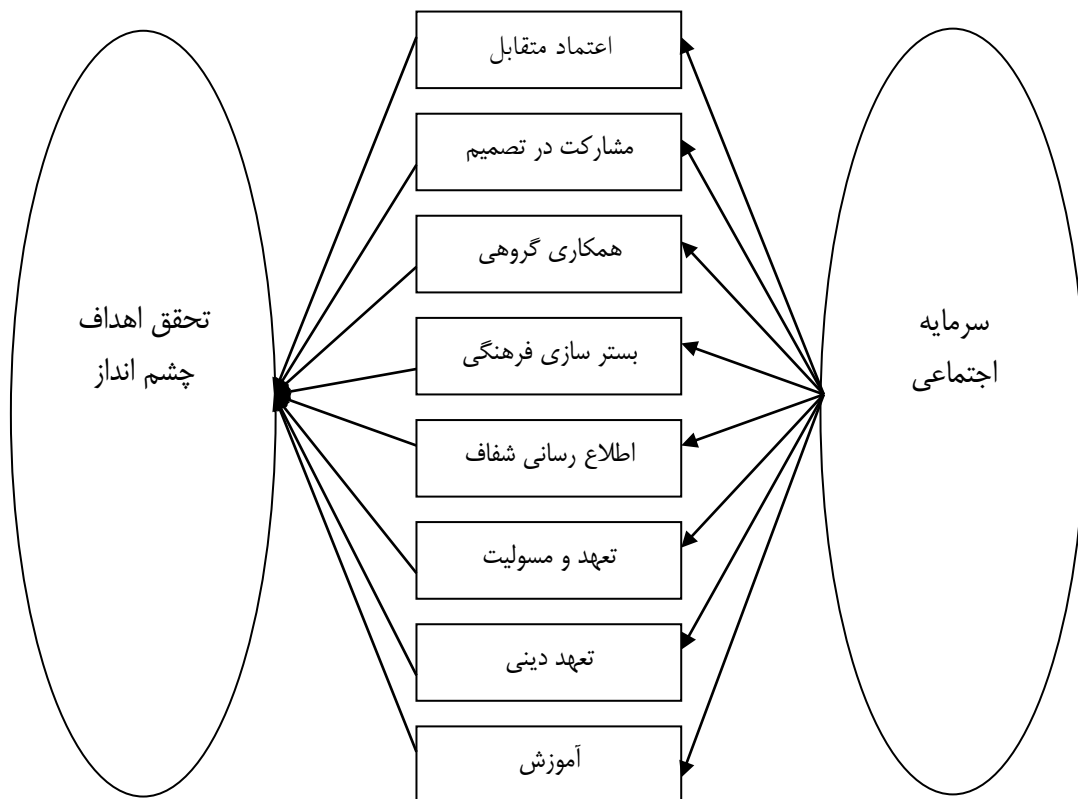 سرمایه
اجتماعی
اعتماد متقابل
مشارکت در تصمیم
همکاری گروهی
بستر سازی فرهنگی
اطلاع رسانی شفاف
تعهد و مسولیت
تعهد دینی
آموزش
تحقق اهداف
چشم انداز